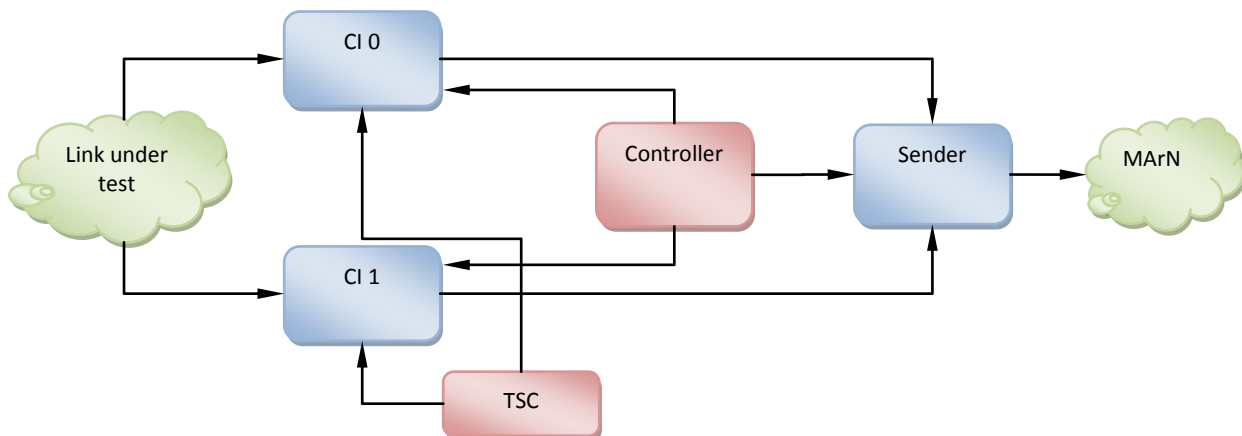 CI 0
Link under
test
Controller
Sender
MArN
CI 1
TSC